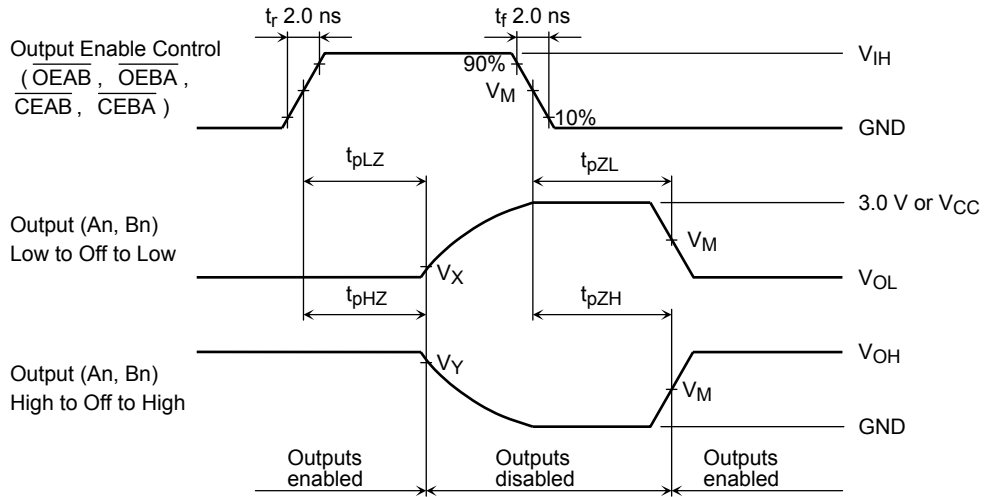 tr 2.0 ns
tf 2.0 ns
Output Enable Control
( OEAB , OEBA ,
CEAB , CEBA )
90%
VM
10%
VIH
GND
tpLZ
tpZL
3.0 V or VCC
Output (An, Bn)
Low to Off to Low
VX
VM
VOL
tpHZ
tpZH
Output (An, Bn)
High to Off to High
VY
VM
VOH
GND
Outputs
enabled
Outputs
disabled
Outputs
enabled